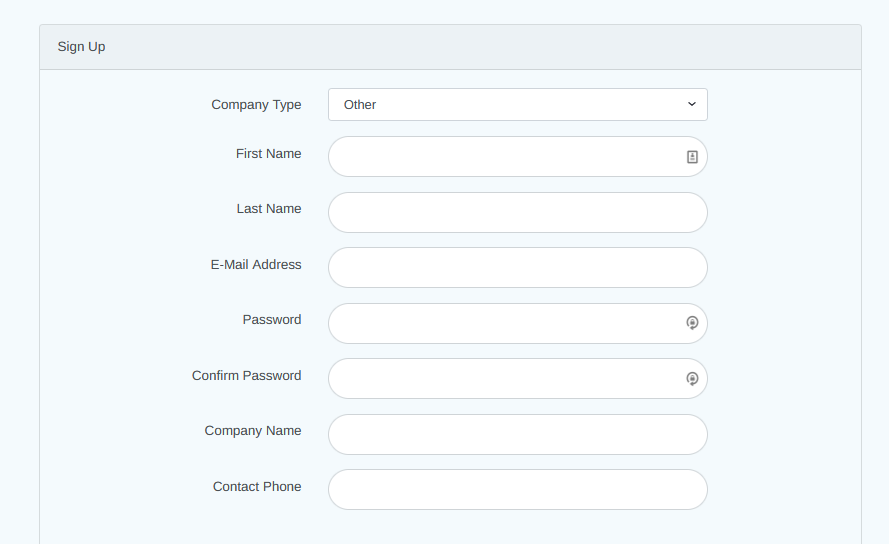 Sign Up
Company Type Other
First Name
Last Name
E-Mail Address
Password
Confirm Password
Company Name
Contact Phone